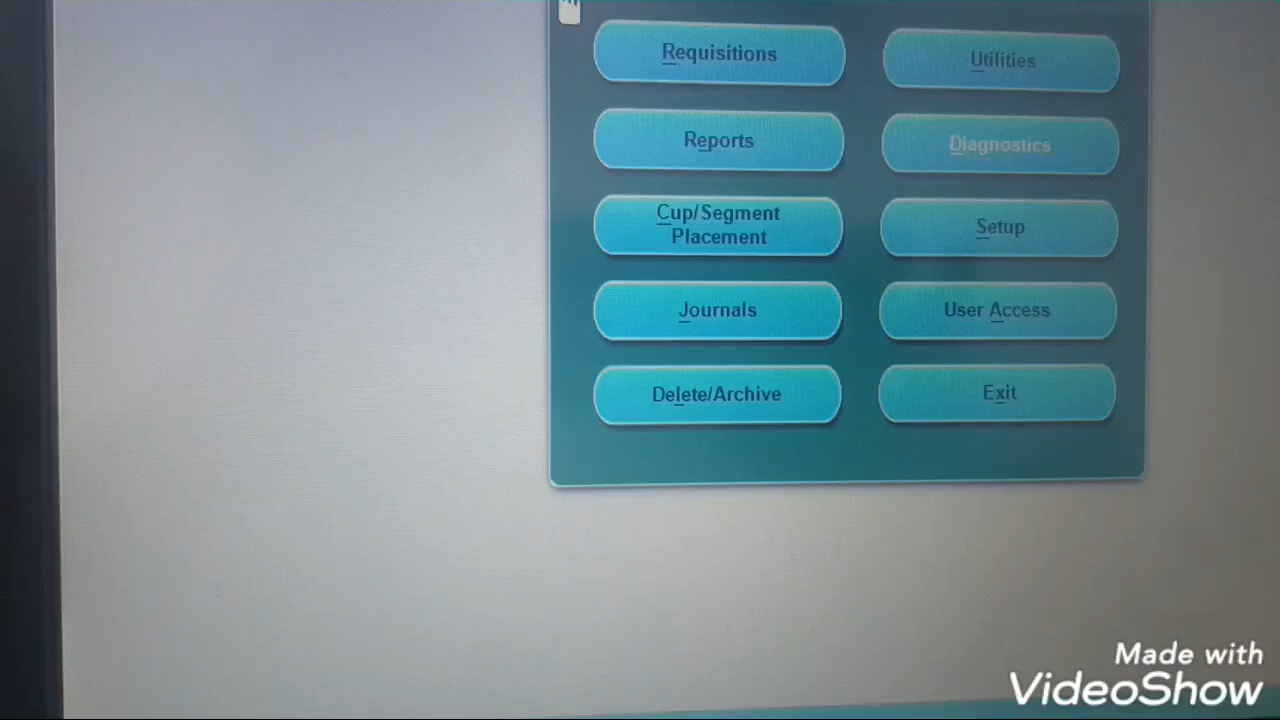 Requisitions
Utilities
Reports
Diagnostics
Cup/Segment
Placement
Setup
Journals
User Access
Delete/Archive
Exit
Made with
VideoShow